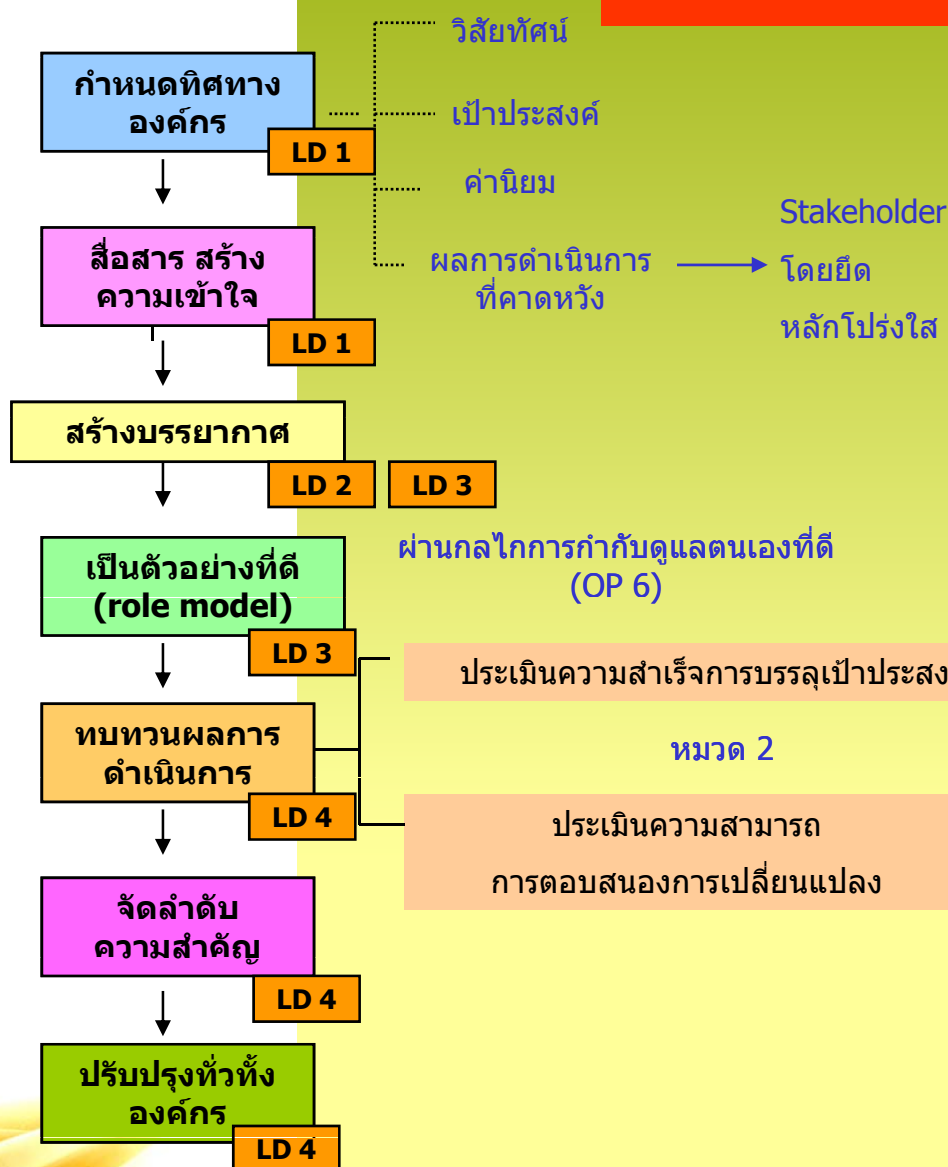 วิสัยทัศน์
กำหนดทิศทาง
องค์กร
LD 1
เป้าประสงค์
ค่านิยม
Stakeholder
สื่อสาร สร้าง
ความเข้าใจ
LD 1
ผลการดำเนินการ
ที่คาดหวัง
โดยยึด
หลักโปร่งใส
สร้างบรรยากาศ
LD 2
LD 3
เป็นตัวอย่างที่ดี
(role model)
LD 3
ผ่านกลไกการกำกับดูแลตนเองที่ดี
(OP 6)
ประเมินความสำเร็จการบรรลุเป้าประสง
ทบทวนผลการ
ดำเนินการ
LD 4
หมวด 2
ประเมินความสามารถ
การตอบสนองการเปลี่ยนแปลง
จัดลำดับ
ความสำคัญ
LD 4
ปรับปรุงทั่วทั้ง
องค์กร
LD 4